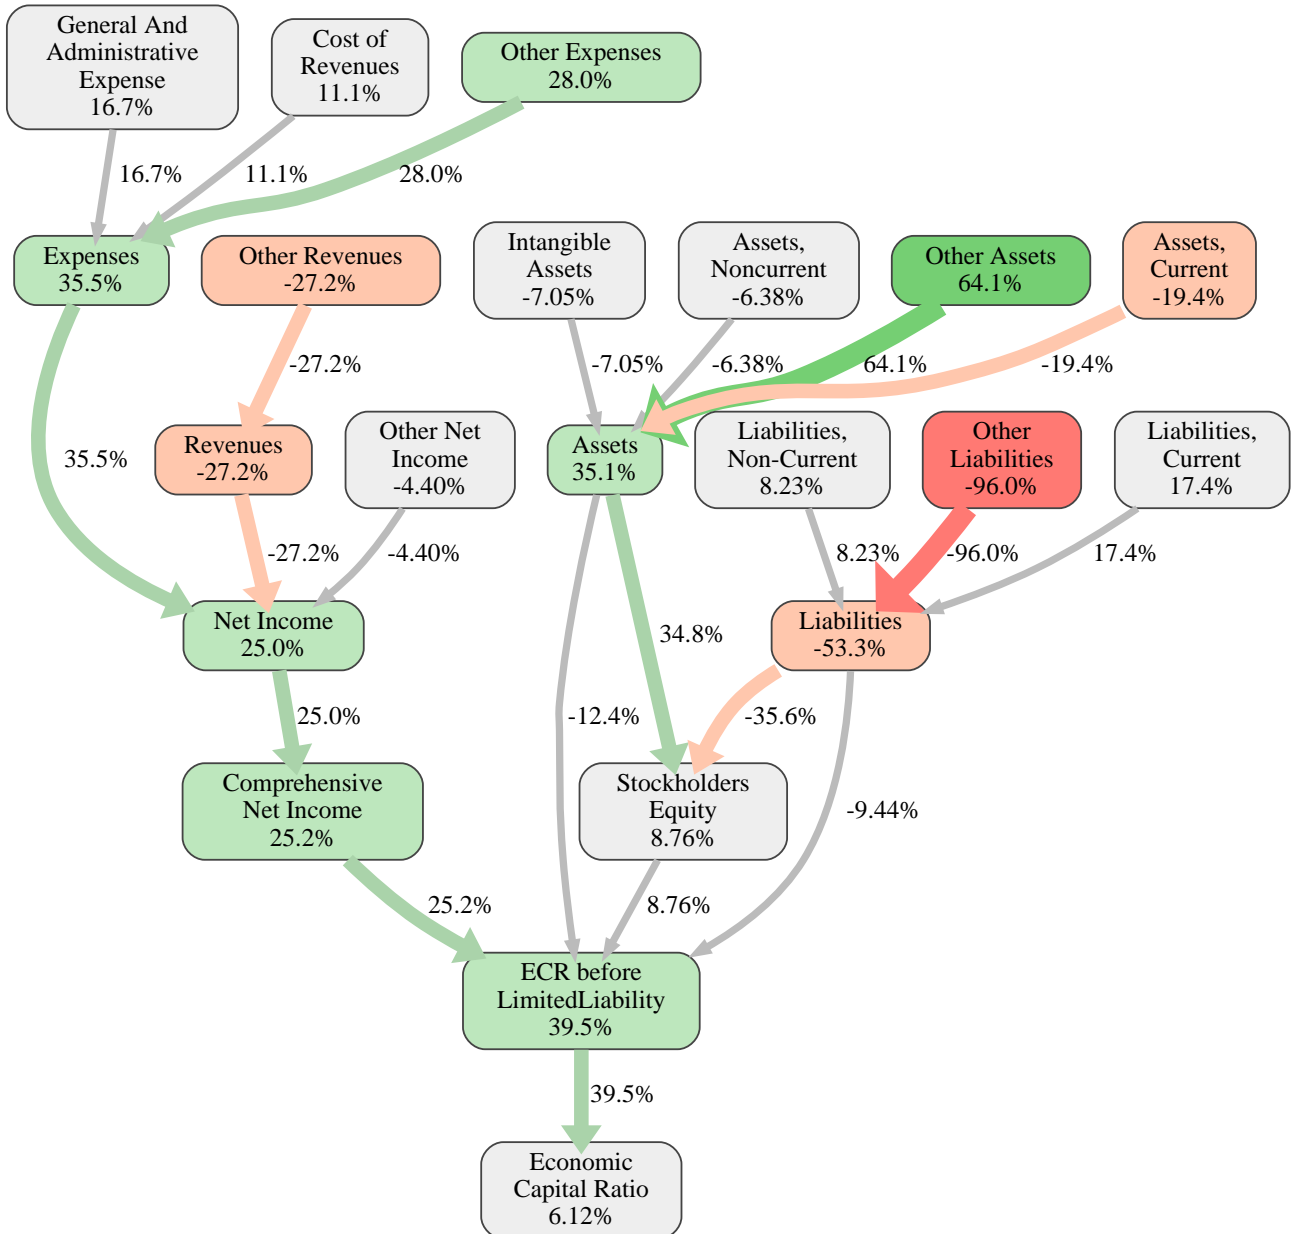 General And
Administrative
Expense
16.7%
Cost of
Revenues
11.1%
Other Expenses
28.0%
16.7%
11.1%
28.0%
Expenses
35.5%
Other Revenues
-27.2%
Intangible
Assets
-7.05%
Assets,
Noncurrent
-6.38%
Other Assets
64.1%
Assets,
Current
-19.4%
-27.2%
-7.05%
-6.38%
64.1%
-19.4%
35.5%
Revenues
-27.2%
Other Net
Income
-4.40%
Assets
35.1%
Liabilities,
Non-Current
8.23%
Other
Liabilities
-96.0%
Liabilities,
Current
17.4%
-27.2%
-4.40%
8.23%
-96.0%
17.4%
Net Income
25.0%
34.8%
Liabilities
-53.3%
25.0%
-12.4%
-35.6%
Comprehensive
Net Income
25.2%
Stockholders
Equity
8.76%
-9.44%
25.2%
8.76%
ECR before
LimitedLiability
39.5%
39.5%
Economic
Capital Ratio
6.12%